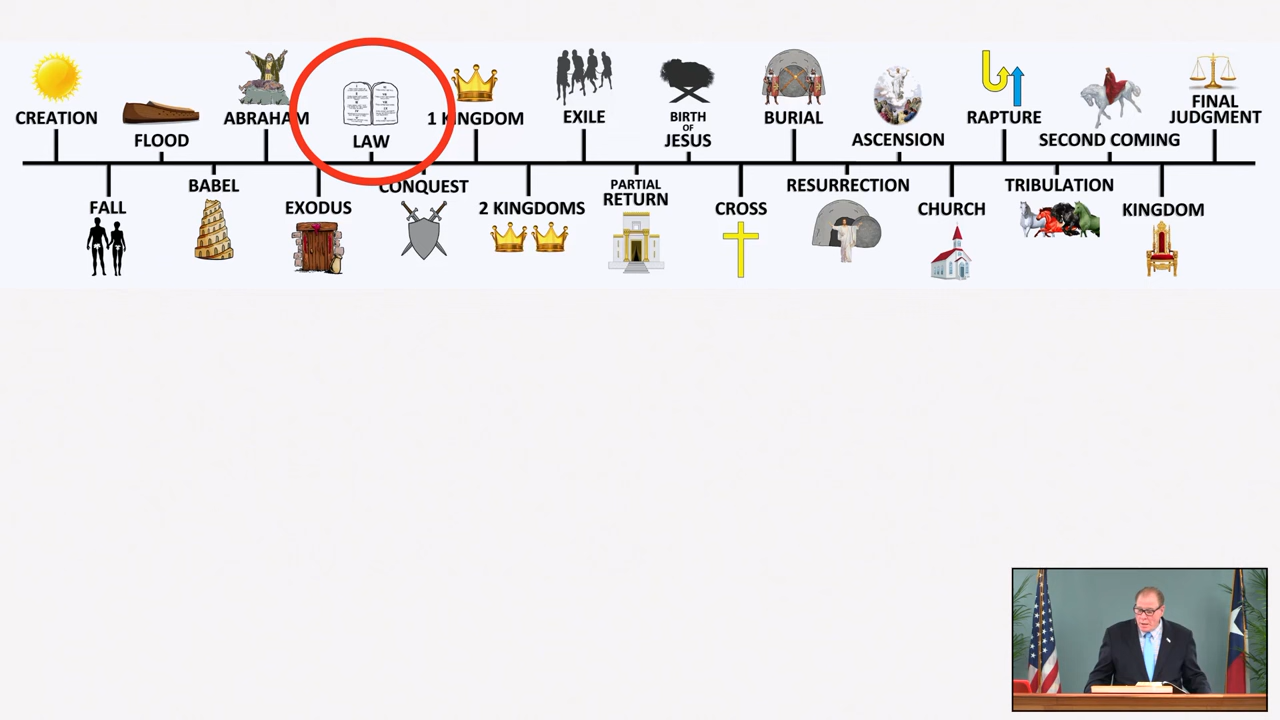 CREATION
FLOOD
ABRAHAM
LAW
1 KINGDOM
EXILE
BIRTH
OF
JESUS
BURIAL
ASCENSION
RAPTURE
SECOND COMING
FINAL
JUDGMENT
FALL
BABEL
EXODUS
CONQUEST
2 KINGDOMS
PARTIAL
RETURN
CROSS
RESURRECTION
CHURCH
TRIBULATION
KINGDOM